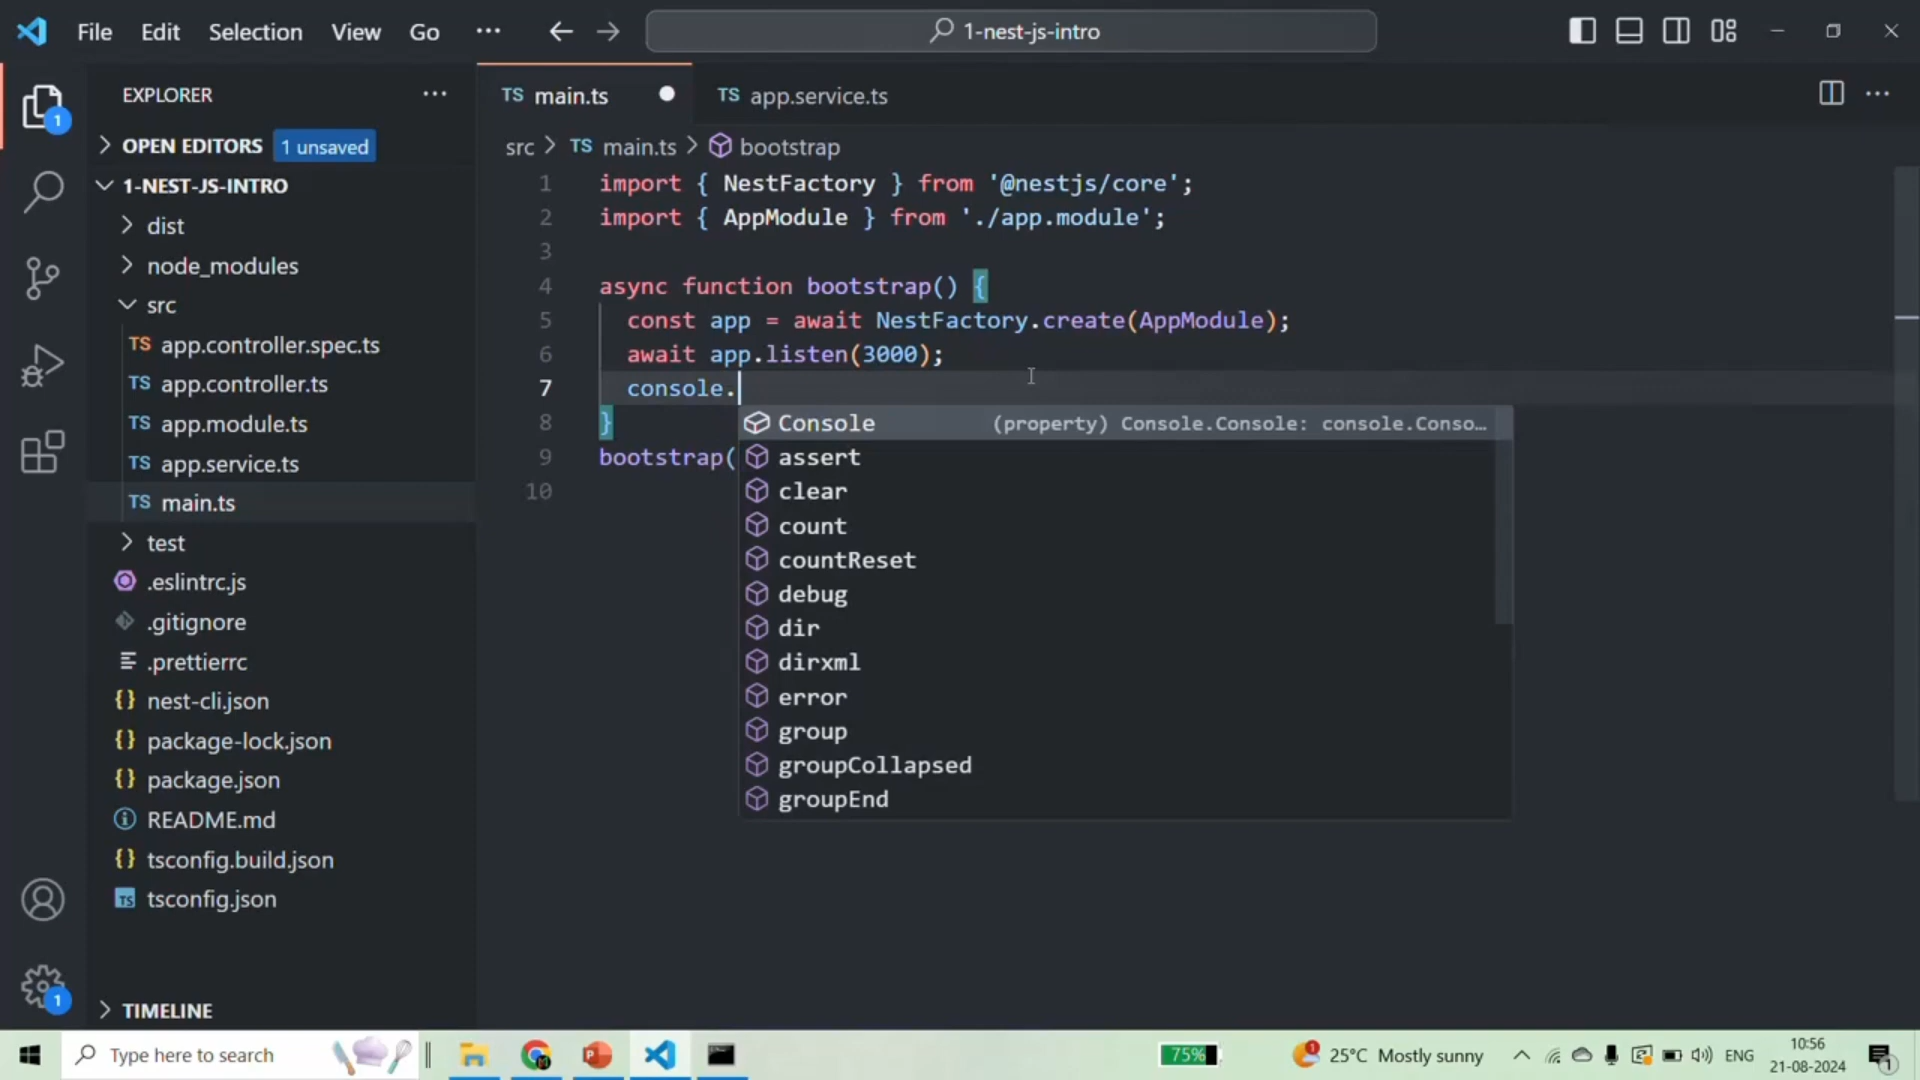 File Edit Selection View Go ··· 1-nest-js-intro
EXPLORER ···
OPEN EDITORS 1 unsaved
1-NEST-JS-INTRO
dist
node_modules
src
TS app.controller.spec.ts
TS app.controller.ts
TS app.module.ts
TS app.service.ts
TS main.ts
test
.eslintrc.js
.gitignore
.prettierrc
{} nest-cli.json
{} package-lock.json
{} package.json
README.md
{} tsconfig.build.json
TS tsconfig.json
TIMELINE
1
1
TS main.ts TS app.service.ts
src > TS main.ts > bootstrap
1 import { NestFactory } from '@nestjs/core';
2 import { AppModule } from './app.module';
3
4 async function bootstrap() {
5 const app = await NestFactory.create(AppModule);
6 await app.listen(3000);
7 console.
8 }
9 bootstrap(
10
Console (property) Console.Console: console.Conso…
assert
clear
count
countReset
debug
dir
dirxml
error
group
groupCollapsed
groupEnd
Type here to search
75%
1
25°C Mostly sunny
ENG
10:56
21-08-2024
1